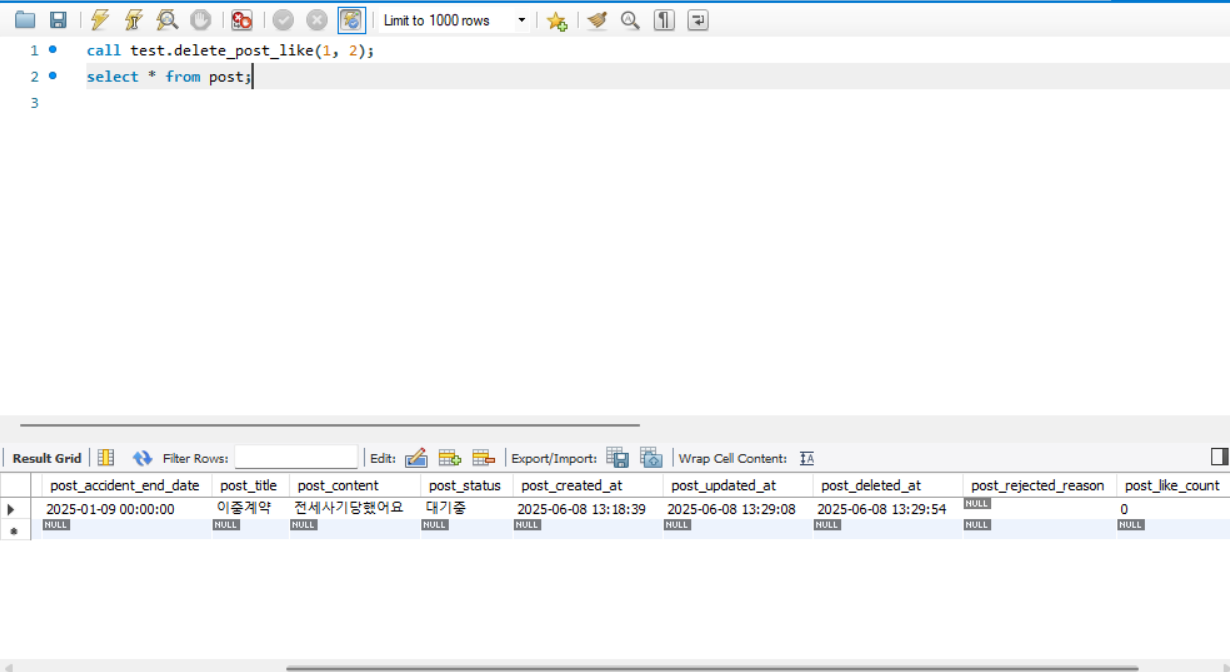 Limit to 1000 rows
1 call test.delete_post_like(1, 2);
2 select * from post;
3
Result Grid Filter Rows: Edit: Export/Import: Wrap Cell Content:
post_accident_end_date post_title post_content post_status post_created_at post_updated_at post_deleted_at post_rejected_reason post_like_count
2025-01-09 00:00:00 이중계약 전세사기당했어요 대기중 2025-06-08 13:18:39 2025-06-08 13:29:08 2025-06-08 13:29:54 NULL 0
NULL NULL NULL NULL NULL NULL NULL NULL NULL